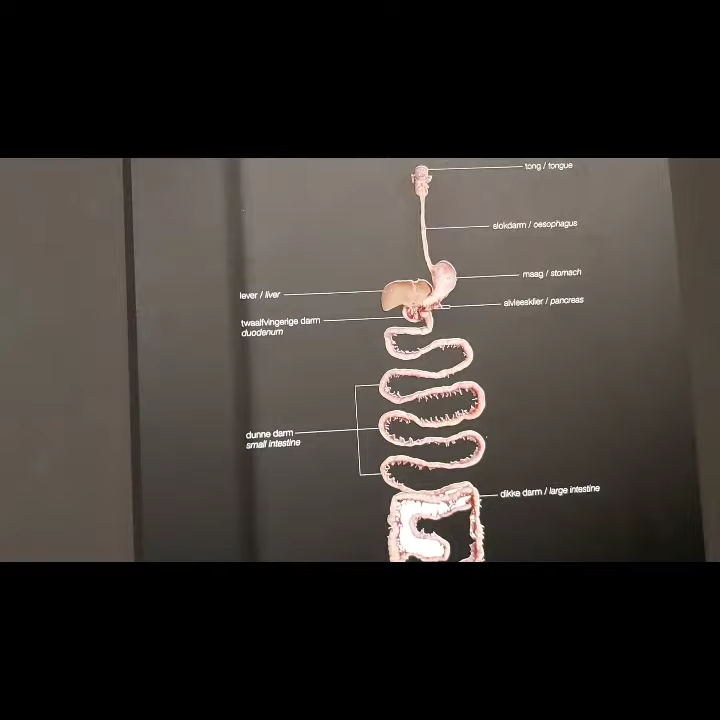 tong / tongue
slokdarm / oesophagus
maag / stomach
lever / liver
alvleesklier / pancreas
twaalfvingerige darm
duodenum
dunne darm
small intestine
dikke darm / large intestine